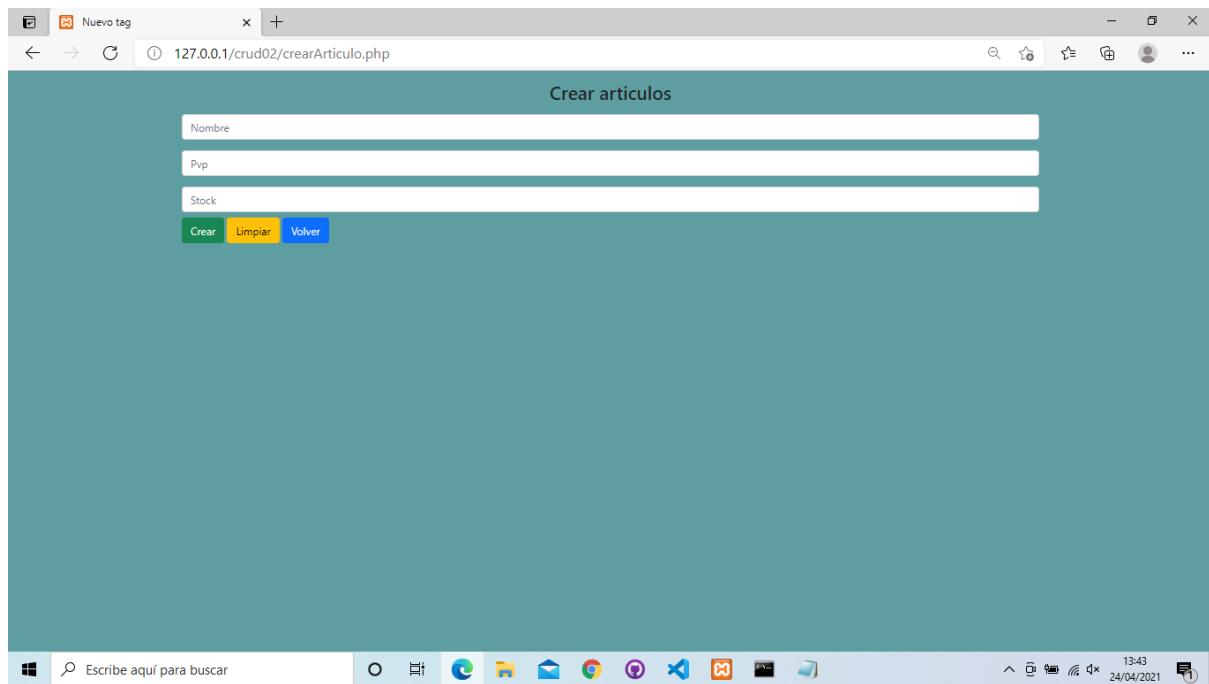 Nuevo tag
127.0.0.1/crud02/crearArticulo.php
Crear articulos
Nombre
Pvp
Stock
Crear Limpiar Volver
Escribe aquí para buscar
13:43
24/04/2021
1